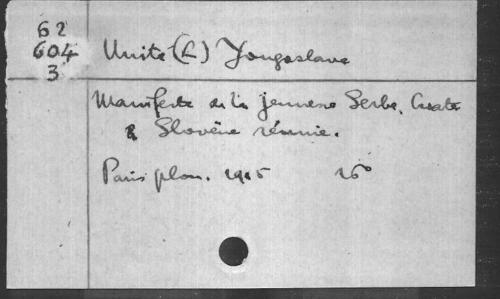 62
604
3
Unité (L') Yougoslave
Manifeste de la jeunesse Serbe, Croate
& Slovène réunie.
Paris plon. 1915 16°